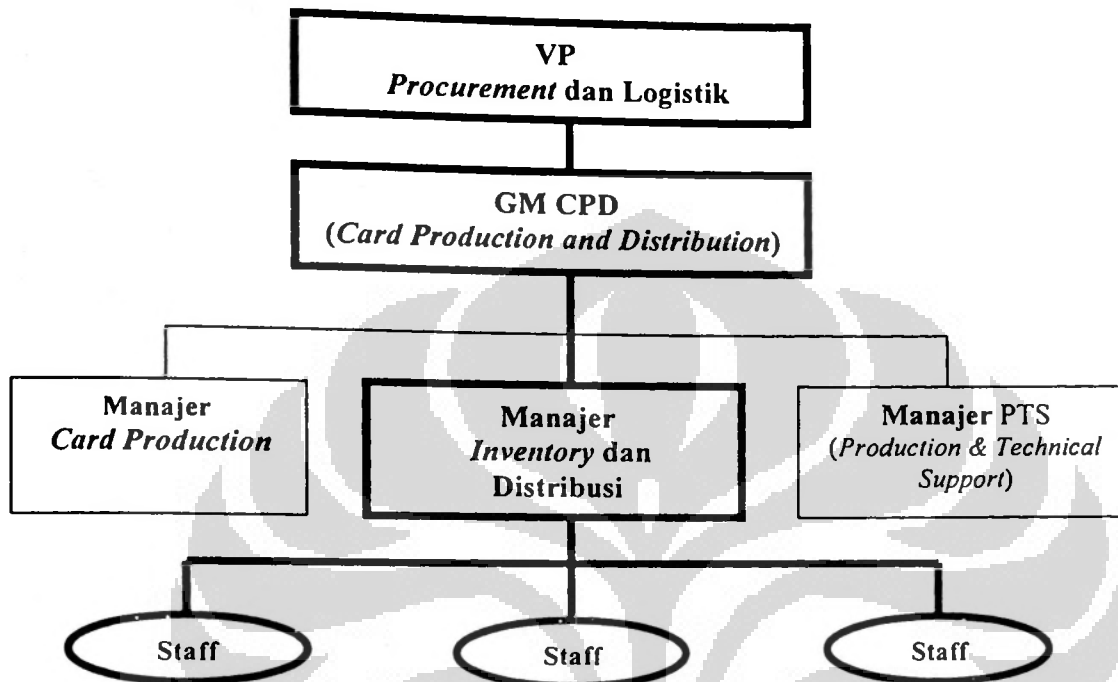 VP
Procurement dan Logistik
GM CPD
(Card Production and Distribution)
Manajer
Card Production
Manajer
Inventory dan
Distribusi
Manajer PTS
(Production & Technical
Support)
Staff
Staff
Staff